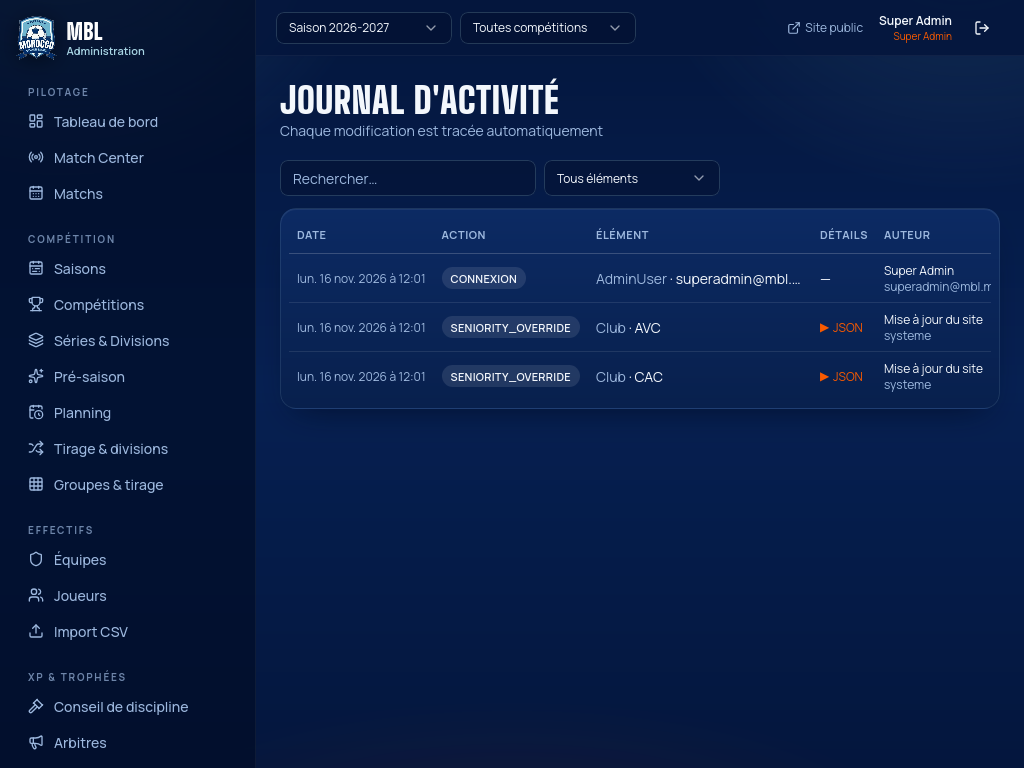 MOROCCO
MBL
Administration
Saison 2026-2027
Toutes compétitions
Site public
Super Admin
Super Admin
PILOTAGE
Tableau de bord
Match Center
Matchs
COMPÉTITION
Saisons
Compétitions
Séries & Divisions
Pré-saison
Planning
Tirage & divisions
Groupes & tirage
EFFECTIFS
Équipes
Joueurs
Import CSV
XP & TROPHÉES
Conseil de discipline
Arbitres
JOURNAL D'ACTIVITÉ
Chaque modification est tracée automatiquement
Rechercher...
Tous éléments
DATE ACTION ÉLÉMENT DÉTAILS AUTEUR
lun. 16 nov. 2026 à 12:01 CONNEXION AdminUser · superadmin@mbl.... — Super Admin
superadmin@mbl.m
lun. 16 nov. 2026 à 12:01 SENIORITY_OVERRIDE Club · AVC ▶ JSON Mise à jour du site
systeme
lun. 16 nov. 2026 à 12:01 SENIORITY_OVERRIDE Club · CAC ▶ JSON Mise à jour du site
systeme